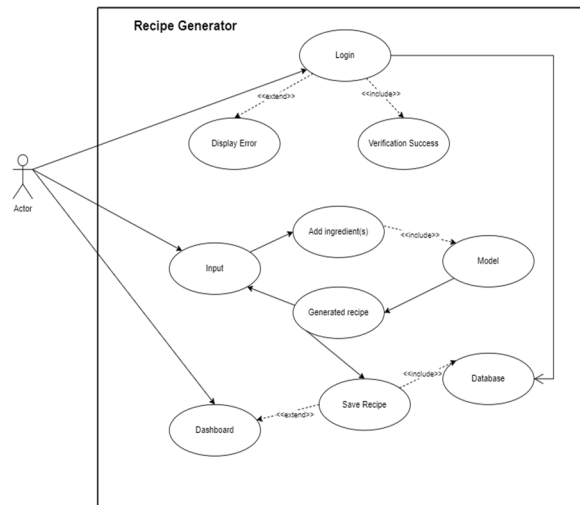 Recipe Generator
Login
<<extend>>
<<include>>
Display Error
Verification Success
Actor
Add ingredient(s)
<<include>>
Input
Model
Generated recipe
<<include>>
Database
Save Recipe
<<extend>>
Dashboard